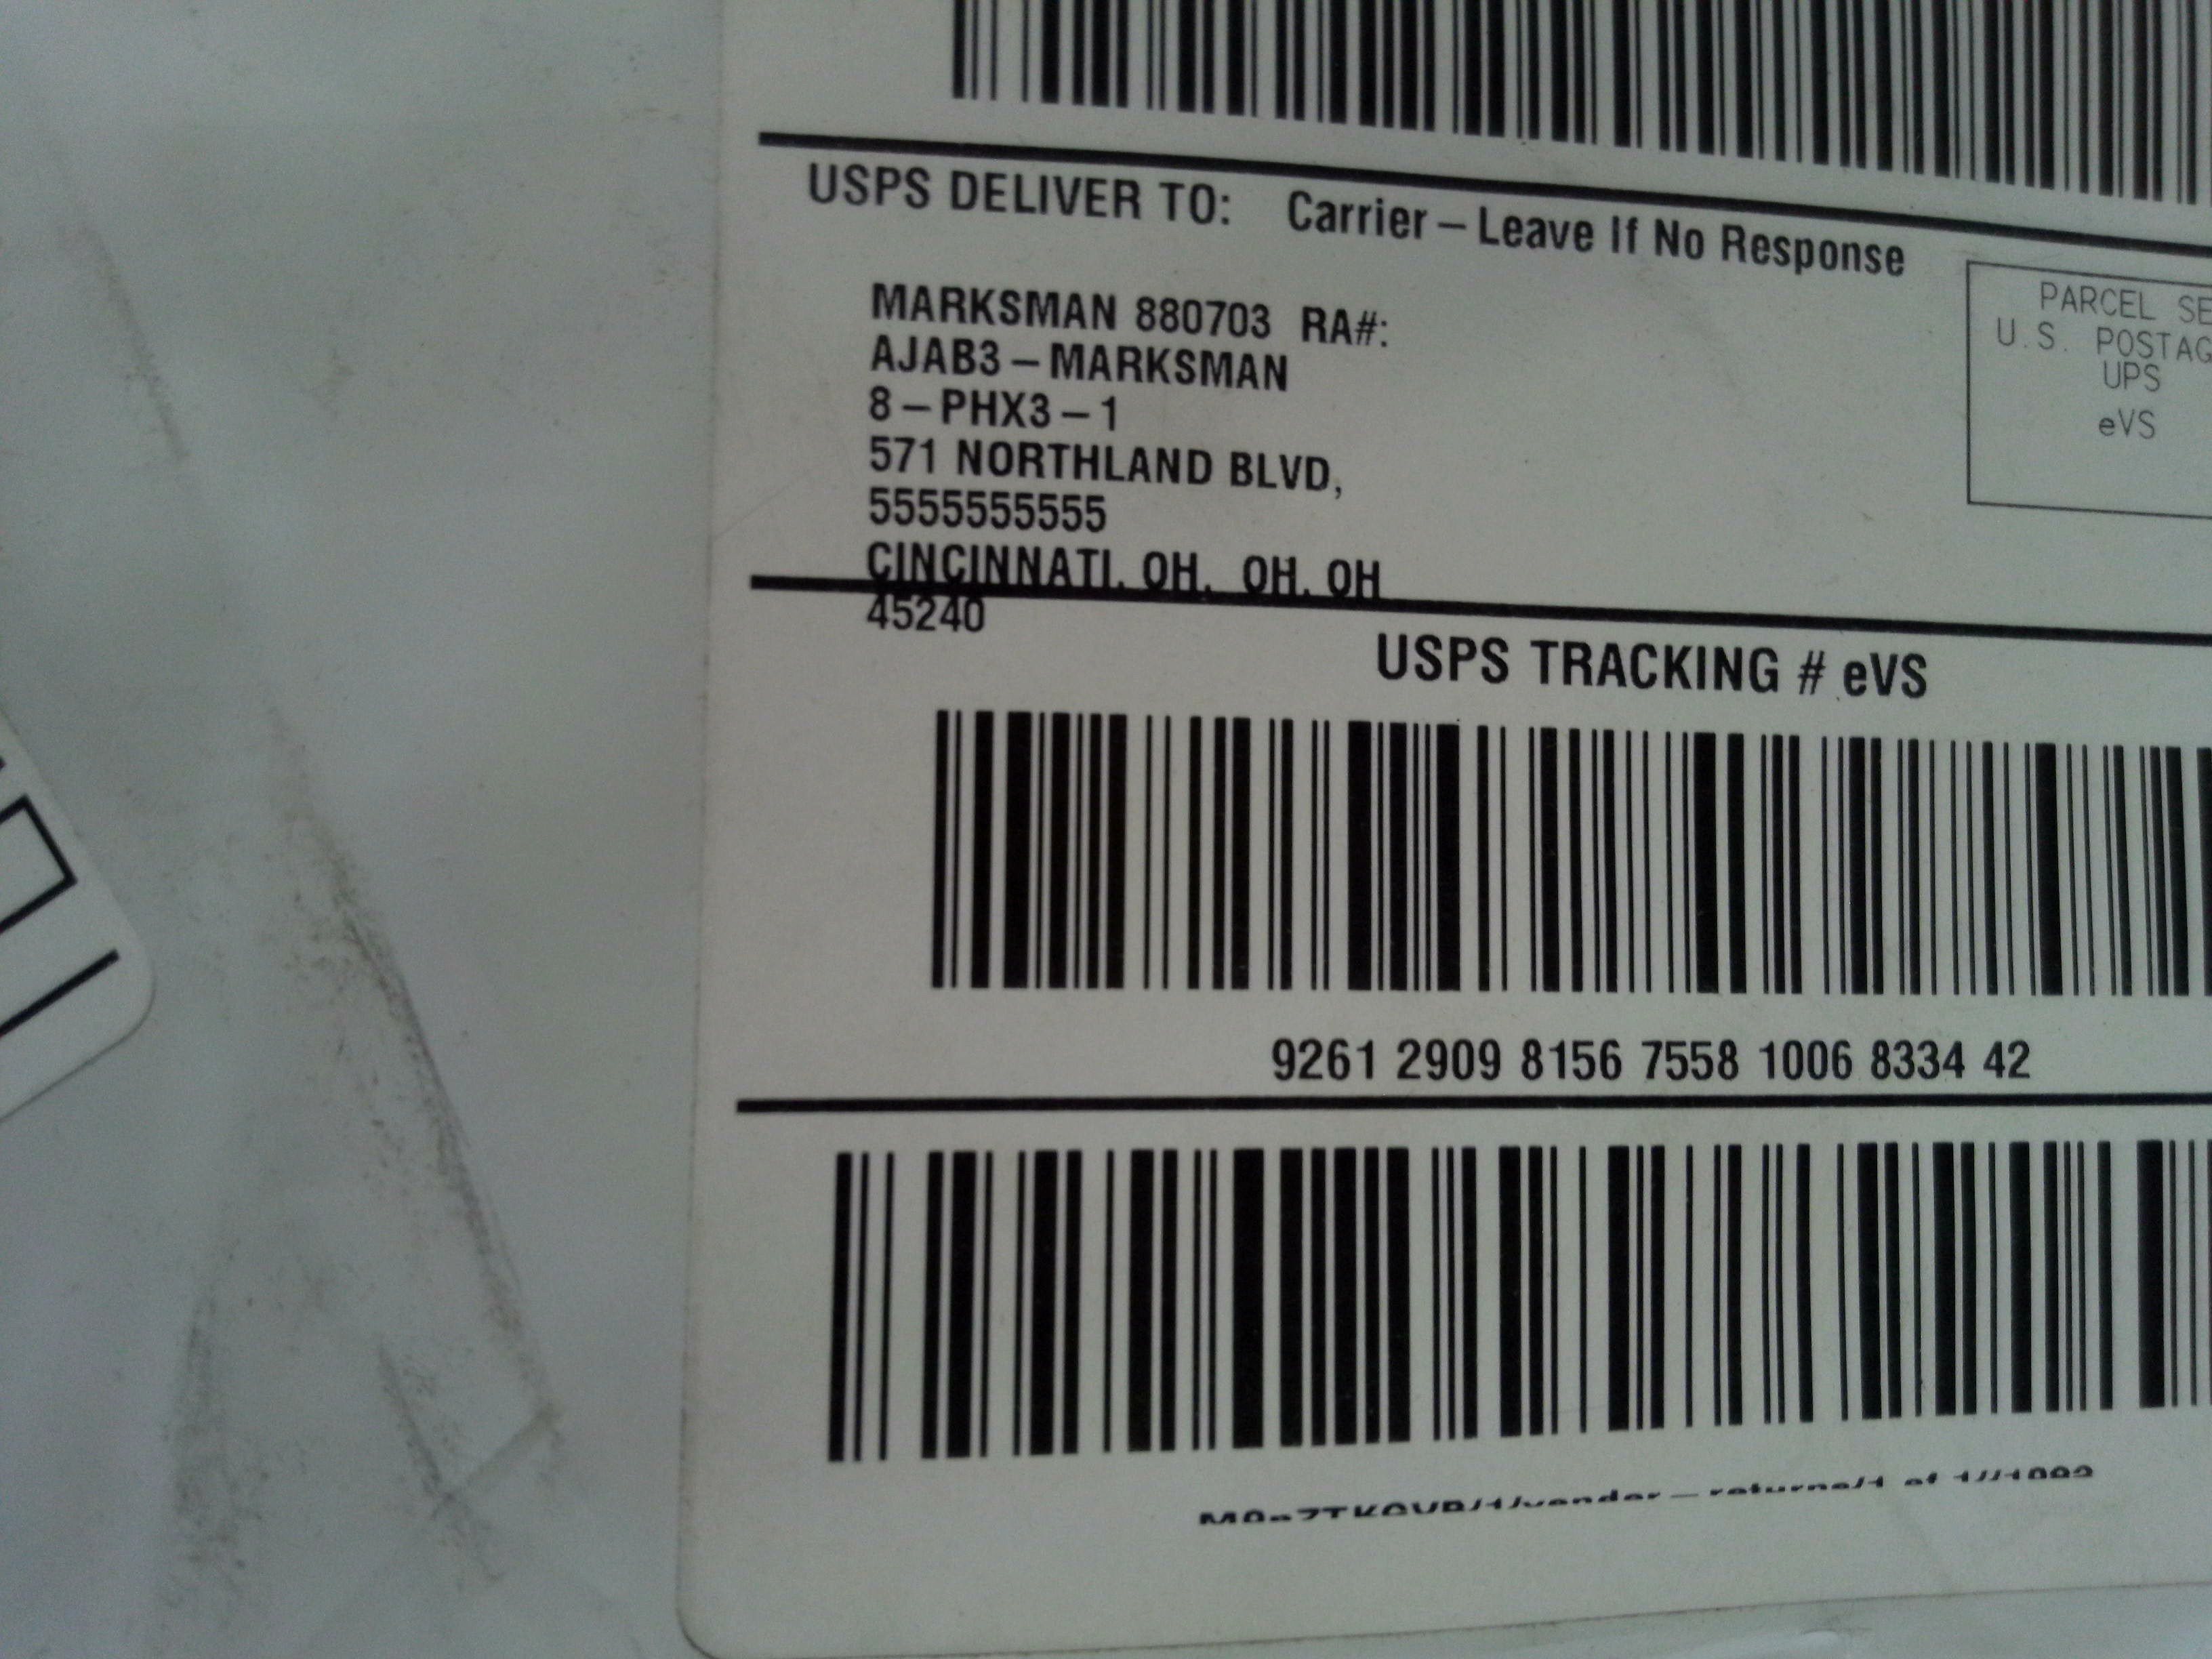 USPS DELIVER TO: Carrier – Leave If No Response
MARKSMAN 880703 RA#:
AJAB3 – MARKSMAN
8 – PHX3 – 1
571 NORTHLAND BLVD,
5555555555
CINCINNATI, OH, OH, OH
45240
PARCEL
U.S.
UPS
eVS
USPS TRACKING # eVS
9261 2909 8156 7558 1006 8334 42